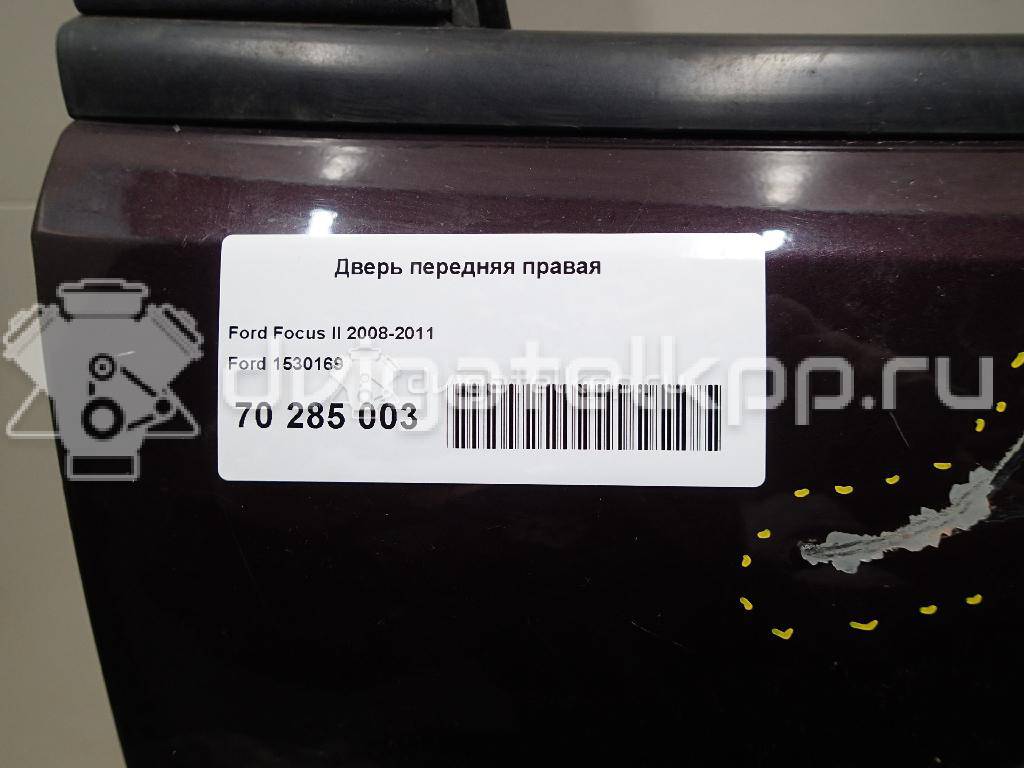 Дверь передняя правая
Ford Focus II 2008-2011
Ford 1530169
70 285 003
dvigatelkpp.ru